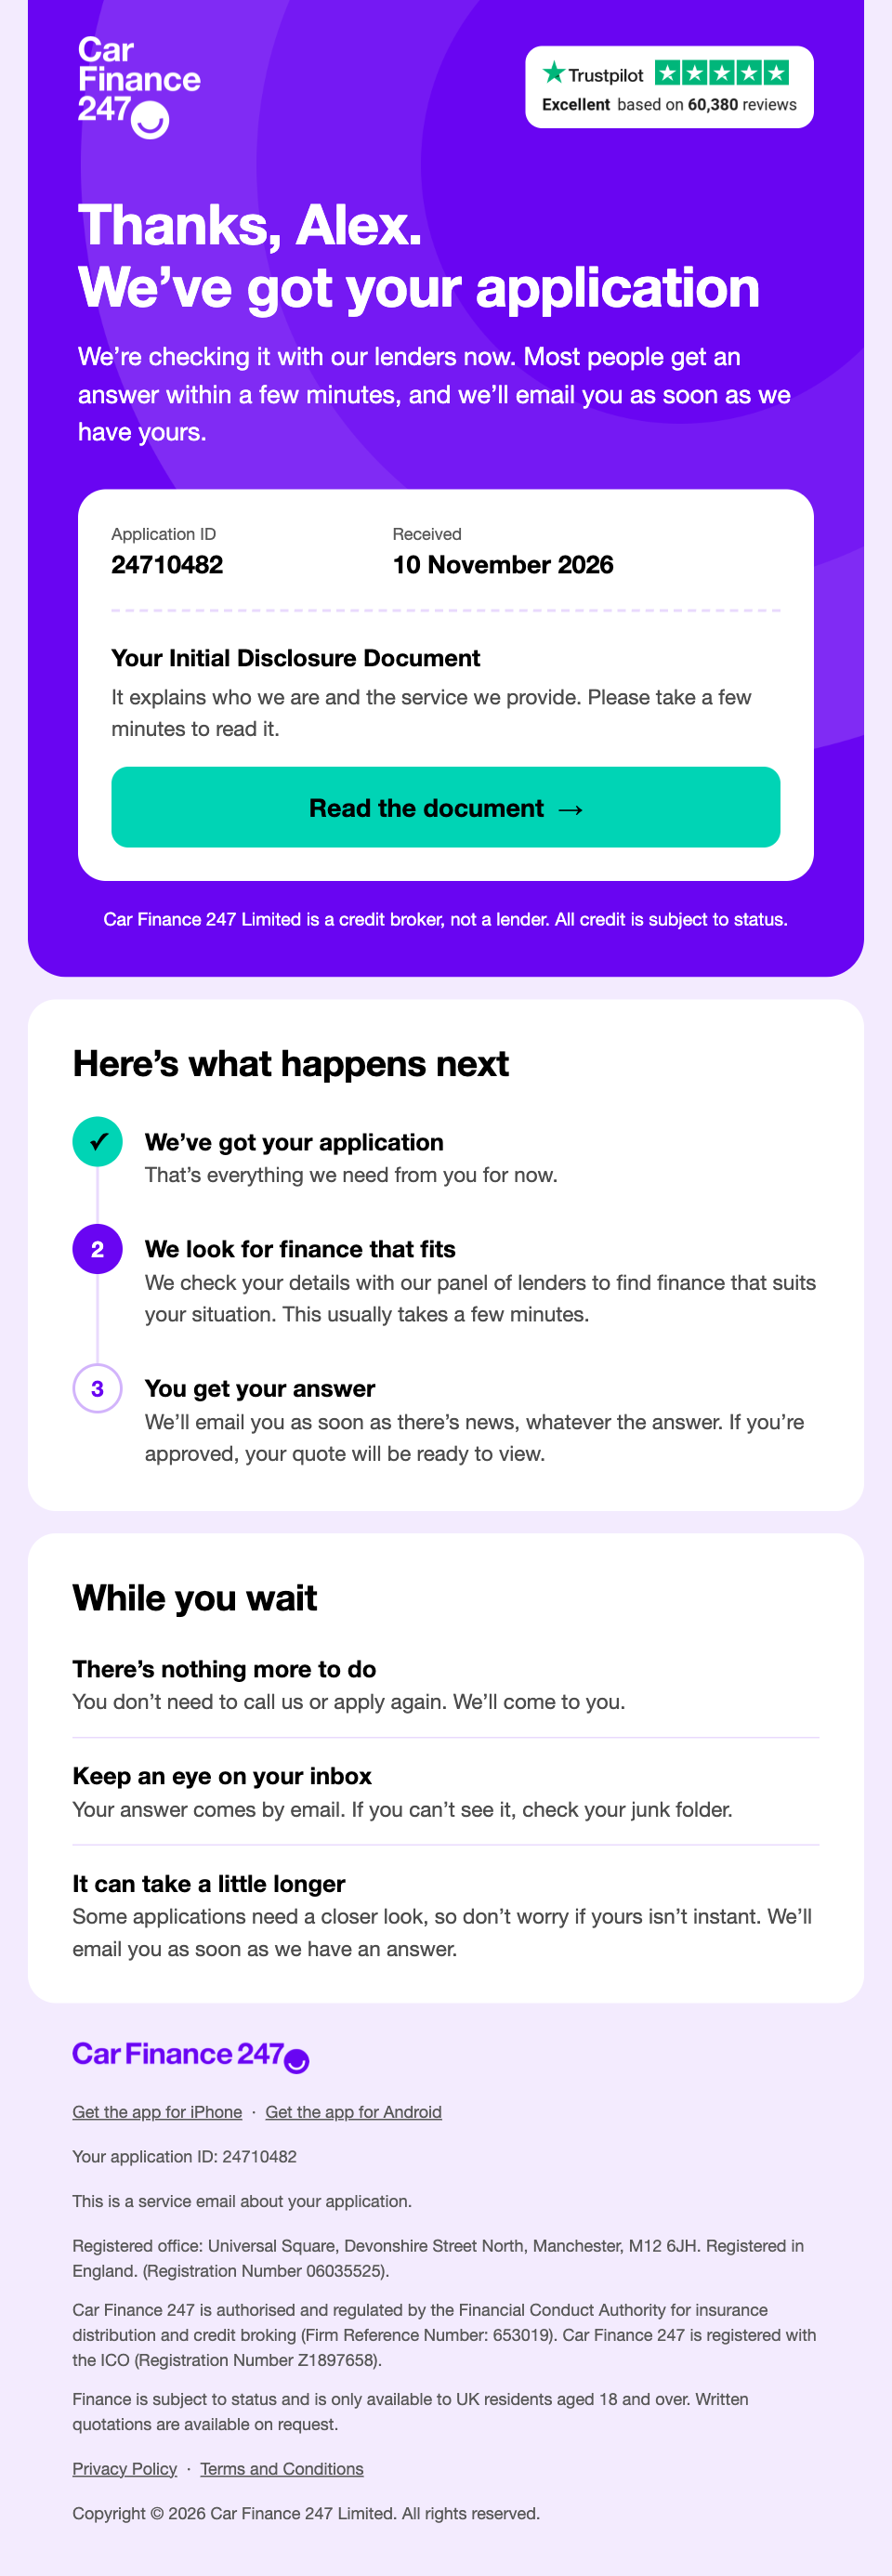 Car
Finance
247
Trustpilot
Excellent based on 60,380 reviews
Thanks, Alex.
We’ve got your application
We’re checking it with our lenders now. Most people get an
answer within a few minutes, and we’ll email you as soon as we
have yours.
Application ID
24710482
Received
10 November 2026
Your Initial Disclosure Document
It explains who we are and the service we provide. Please take a few
minutes to read it.
Read the document →
Car Finance 247 Limited is a credit broker, not a lender. All credit is subject to status.
Here’s what happens next
✓
We’ve got your application
That’s everything we need from you for now.
2
We look for finance that fits
We check your details with our panel of lenders to find finance that suits
your situation. This usually takes a few minutes.
3
You get your answer
We’ll email you as soon as there’s news, whatever the answer. If you’re
approved, your quote will be ready to view.
While you wait
There’s nothing more to do
You don’t need to call us or apply again. We’ll come to you.
Keep an eye on your inbox
Your answer comes by email. If you can’t see it, check your junk folder.
It can take a little longer
Some applications need a closer look, so don’t worry if yours isn’t instant. We’ll
email you as soon as we have an answer.
Car Finance 247
Get the app for iPhone · Get the app for Android
Your application ID: 24710482
This is a service email about your application.
Registered office: Universal Square, Devonshire Street North, Manchester, M12 6JH. Registered in
England. (Registration Number 06035525).
Car Finance 247 is authorised and regulated by the Financial Conduct Authority for insurance
distribution and credit broking (Firm Reference Number: 653019). Car Finance 247 is registered with
the ICO (Registration Number Z1897658).
Finance is subject to status and is only available to UK residents aged 18 and over. Written
quotations are available on request.
Privacy Policy · Terms and Conditions
Copyright © 2026 Car Finance 247 Limited. All rights reserved.